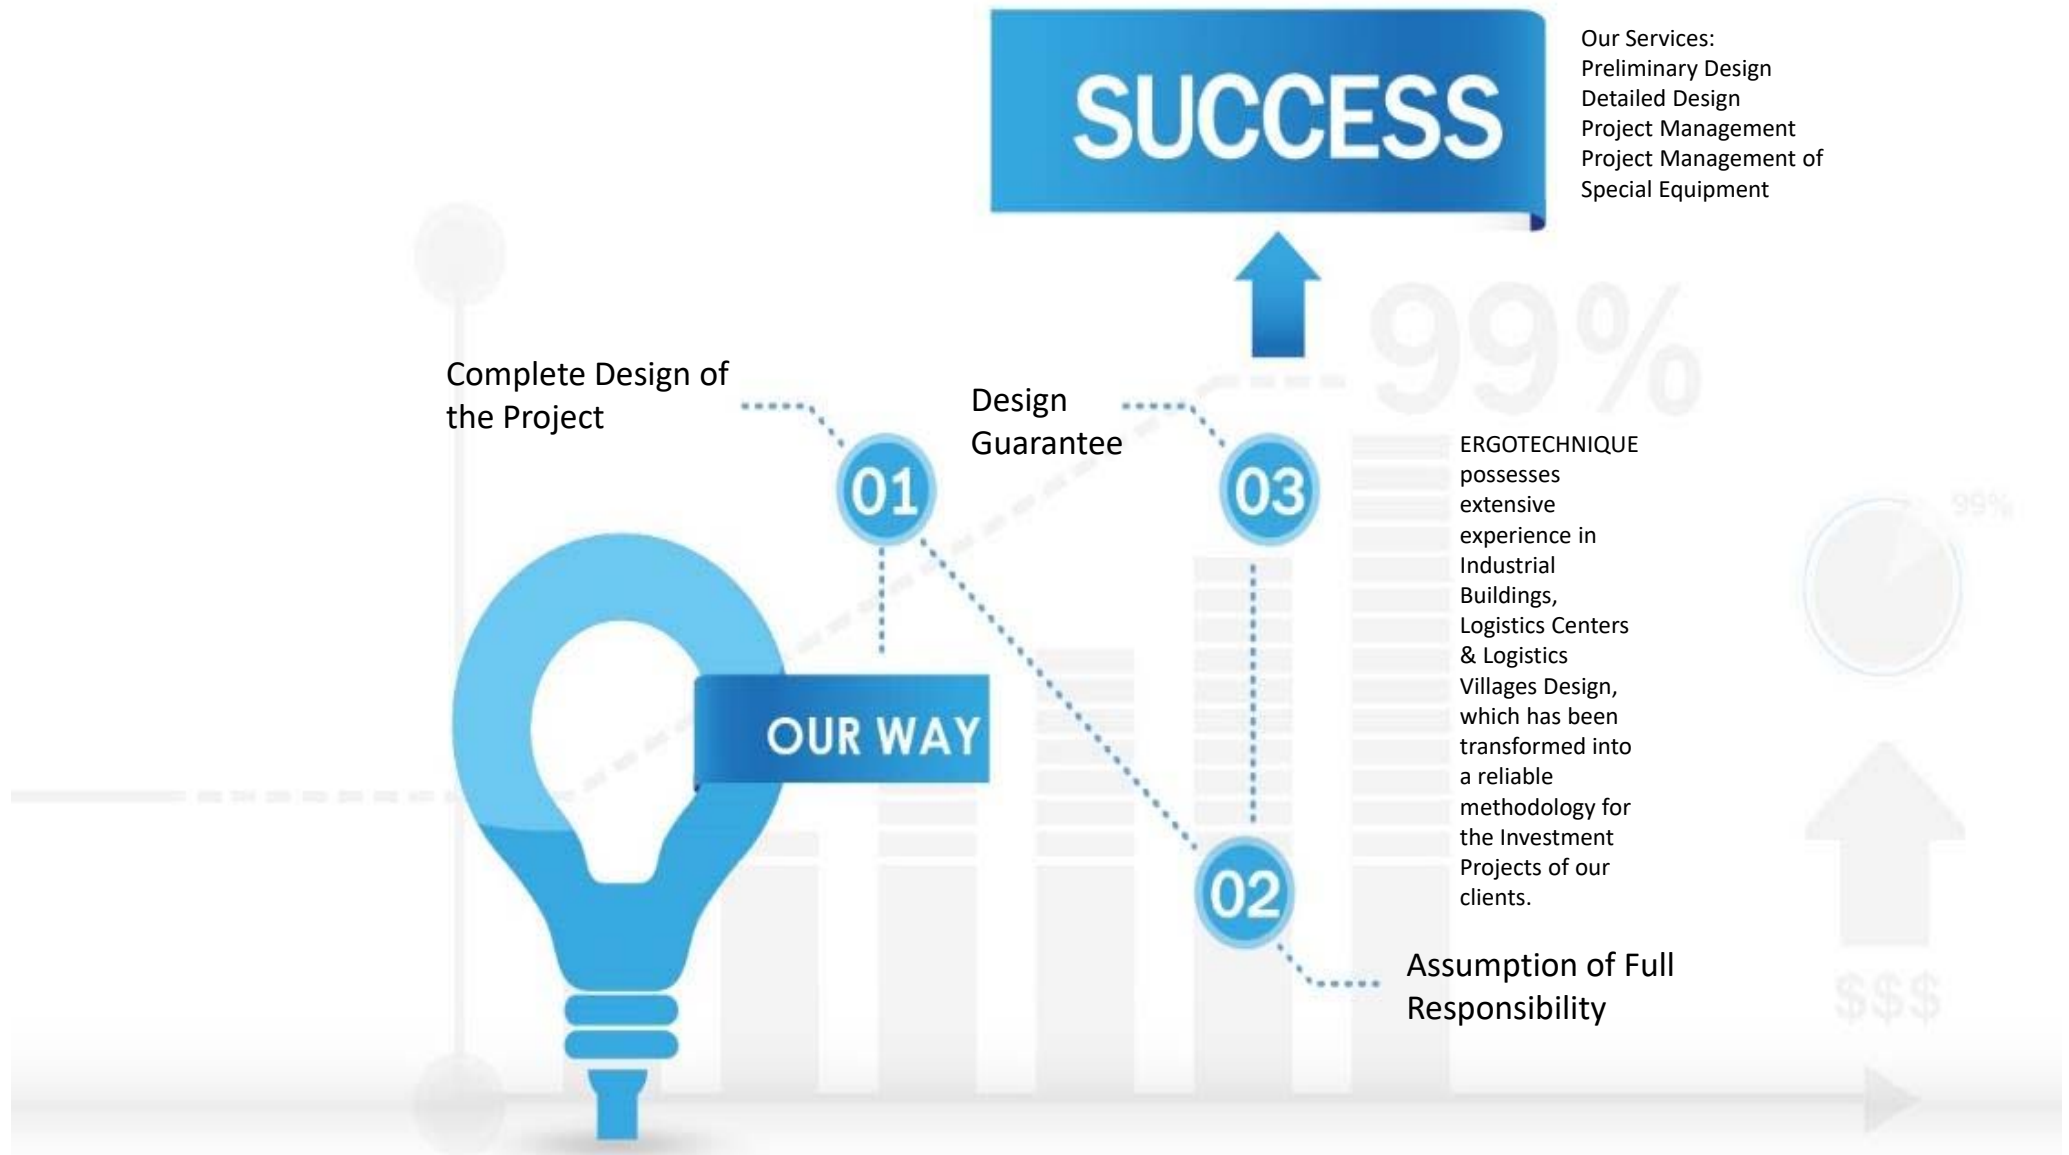 SUCCESS
Our Services:
Preliminary Design
Detailed Design
Project Management
Project Management of
Special Equipment
99%
Complete Design of
the Project
01
Design
Guarantee
03
ERGOTECHNIQUE
possesses
extensive
experience in
Industrial
Buildings,
Logistics Centers
& Logistics
Villages Design,
which has been
transformed into
a reliable
methodology for
the Investment
Projects of our
clients.
99%
OUR WAY
02
Assumption of Full
Responsibility
$$$